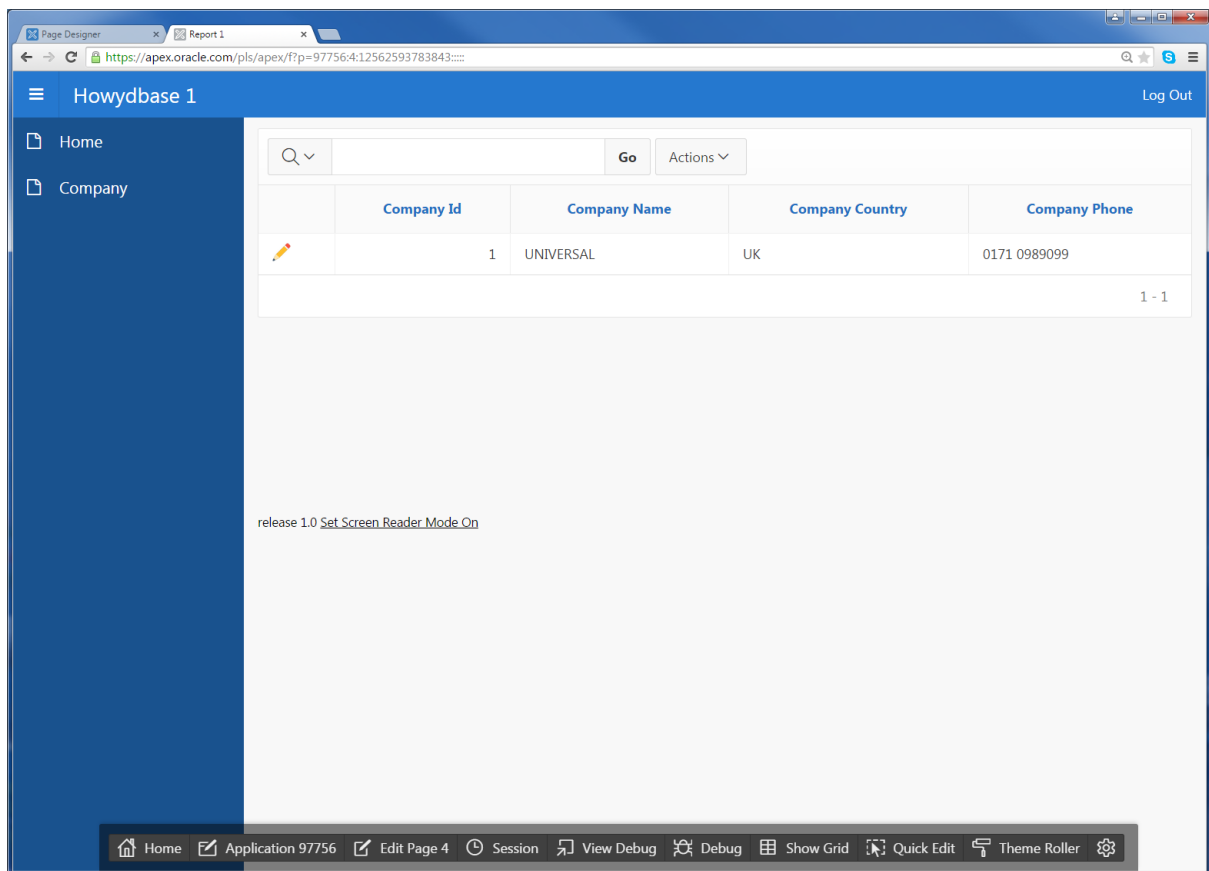 Page Designer × Report 1 ×
https://apex.oracle.com/pls/apex/f?p=97756:4:12562593783843:::::
Howydbase 1 Log Out
Home
Company
Go Actions
Company Id Company Name Company Country Company Phone
1 UNIVERSAL UK 0171 0989099
1 - 1
release 1.0 Set Screen Reader Mode On
Home Application 97756 Edit Page 4 Session View Debug Debug Show Grid Quick Edit Theme Roller